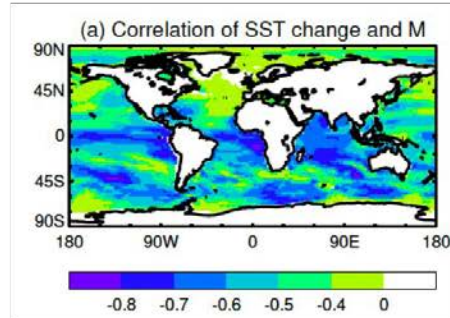 (a) Correlation of SST change and M
90N
45N
0
45S
90S
180 90W 0 90E 180
-0.8 -0.7 -0.6 -0.5 -0.4 0